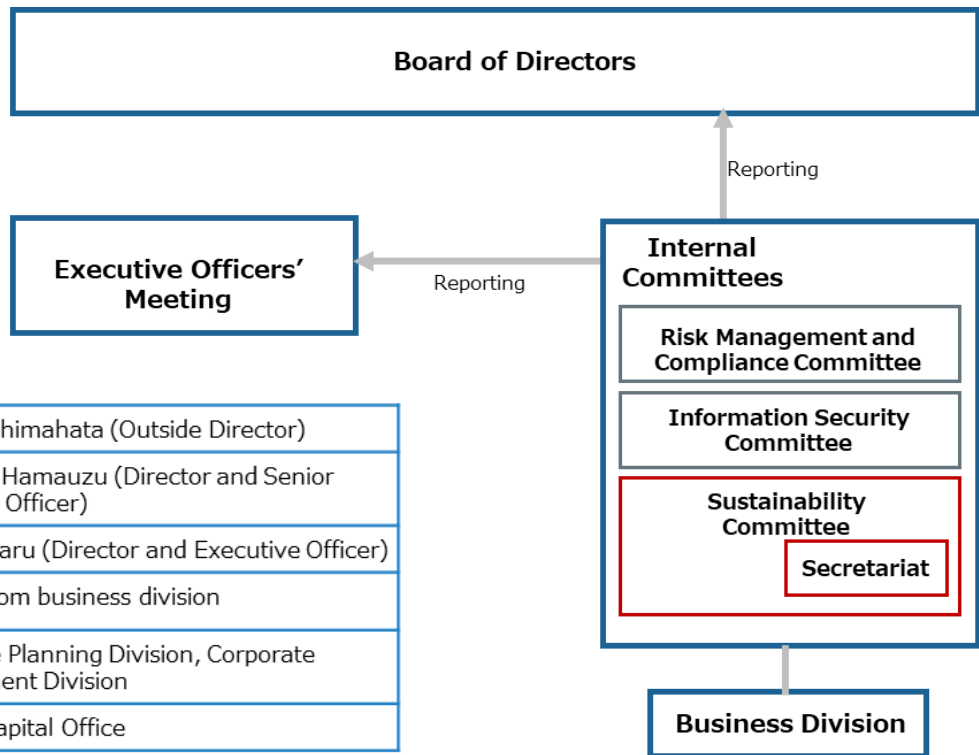 Board of Directors
Reporting
Executive Officers’
Meeting
Reporting
Internal
Committees
Risk Management and
Compliance Committee
Information Security
Committee
Sustainability
Committee
Secretariat
Business Division
himahata (Outside Director)
Hamauzu (Director and Senior
Officer)
aru (Director and Executive Officer)
om business division
Planning Division, Corporate
ent Division
apital Office